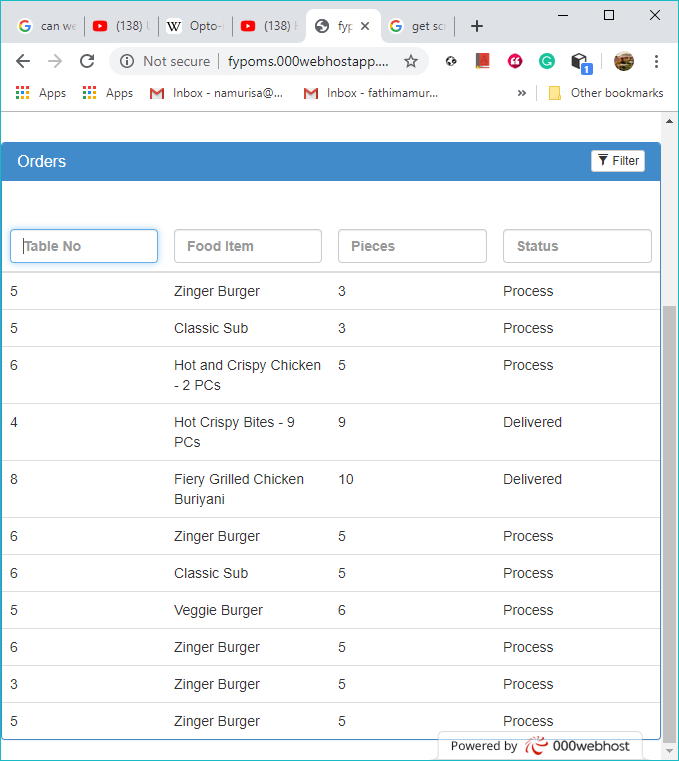 can we
(138) U
Opto-
(138) H
fyp
get scr
Not secure
fypoms.000webhostapp....
1
Apps
Apps
Inbox - namurisa@...
Inbox - fathimamur...
»
Other bookmarks
Orders
Filter
Table No Food Item Pieces Status
5 Zinger Burger 3 Process
5 Classic Sub 3 Process
6 Hot and Crispy Chicken 5 Process
- 2 PCs
4 Hot Crispy Bites - 9 9 Delivered
PCs
8 Fiery Grilled Chicken 10 Delivered
Buriyani
6 Zinger Burger 5 Process
6 Classic Sub 5 Process
5 Veggie Burger 6 Process
6 Zinger Burger 5 Process
3 Zinger Burger 5 Process
5 Zinger Burger 5 Process
Powered by 000webhost